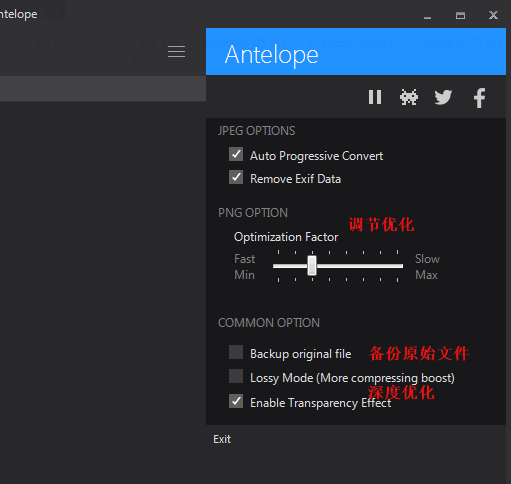 ntelope
Antelope
JPEG OPTIONS
Auto Progressive Convert
Remove Exif Data
PNG OPTION
调节优化
Optimization Factor
Fast
Slow
Min
Max
COMMON OPTION
Backup original file
备份原始文件
Lossy Mode (More compressing boost)
深度优化
Enable Transparency Effect
Exit